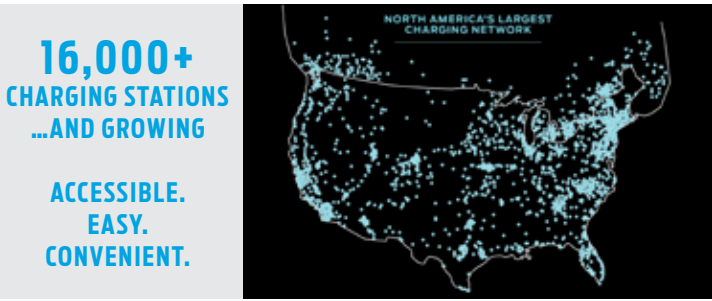 16,000+
CHARGING STATIONS
...AND GROWING
ACCESSIBLE.
EASY.
CONVENIENT.
NORTH AMERICA'S LARGEST
CHARGING NETWORK